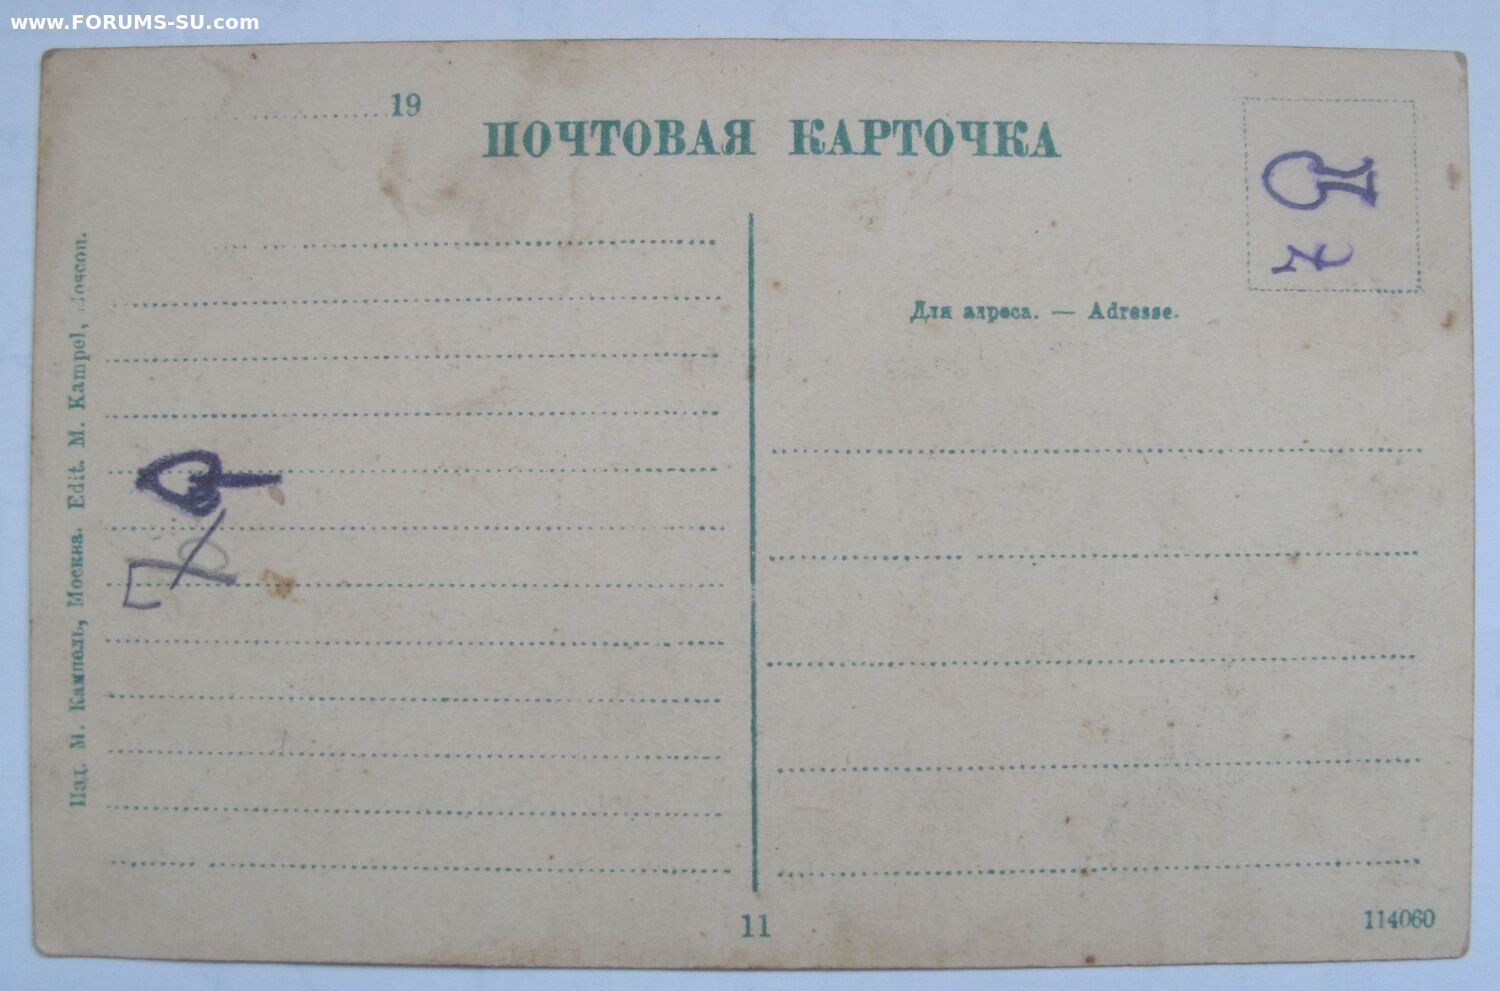 www.FORUMS-SU.com
19
ПОЧТОВАЯ КАРТОЧКА
Для адреса. — Adresse.
Изд. М. Кампель, Москва. Edit. M. Kampel, Moscou.
11
114060